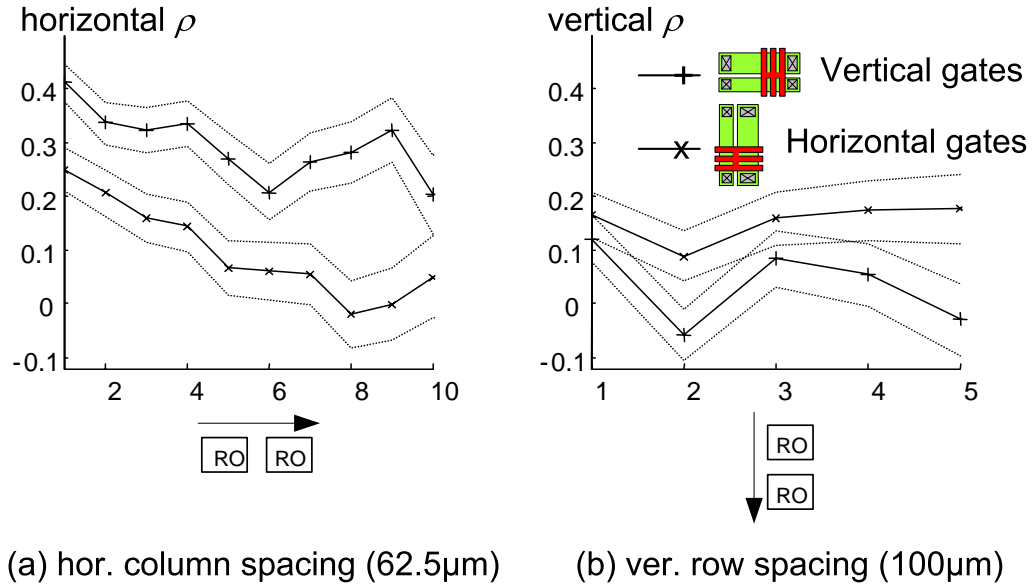 horizontal ρ
0.4
0.3
0.2
0.1
0
-0.1
2 4 6 8 10
RO RO
(a) hor. column spacing (62.5µm)
vertical ρ
Vertical gates
Horizontal gates
0.4
0.3
0.2
0.1
0
-0.1
1 2 3 4 5
RO
RO
(b) ver. row spacing (100µm)